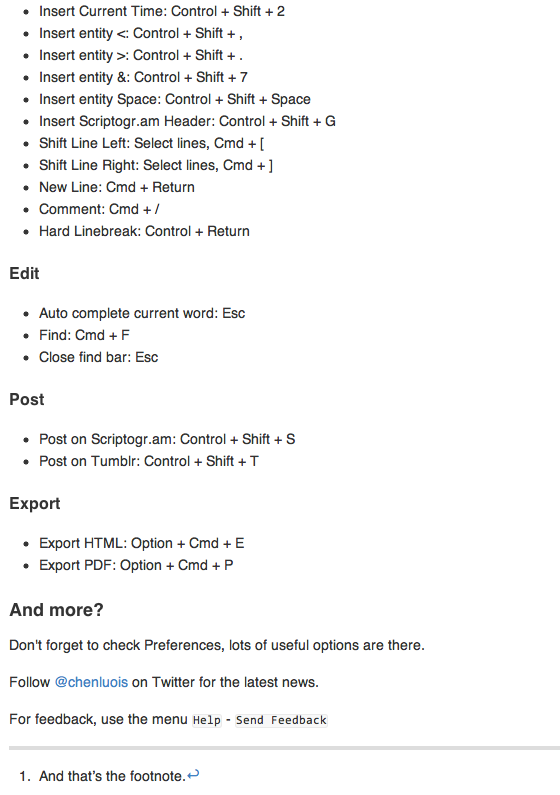 • Insert Current Time: Control + Shift + 2
• Insert entity <: Control + Shift + ,
• Insert entity >: Control + Shift + .
• Insert entity &: Control + Shift + 7
• Insert entity Space: Control + Shift + Space
• Insert Scriptogr.am Header: Control + Shift + G
• Shift Line Left: Select lines, Cmd + [
• Shift Line Right: Select lines, Cmd + ]
• New Line: Cmd + Return
• Comment: Cmd + /
• Hard Linebreak: Control + Return
Edit
• Auto complete current word: Esc
• Find: Cmd + F
• Close find bar: Esc
Post
• Post on Scriptogr.am: Control + Shift + S
• Post on Tumblr: Control + Shift + T
Export
• Export HTML: Option + Cmd + E
• Export PDF: Option + Cmd + P
And more?
Don't forget to check Preferences, lots of useful options are there.
Follow @chenluois on Twitter for the latest news.
For feedback, use the menu Help - Send Feedback
1. And that’s the footnote.↩